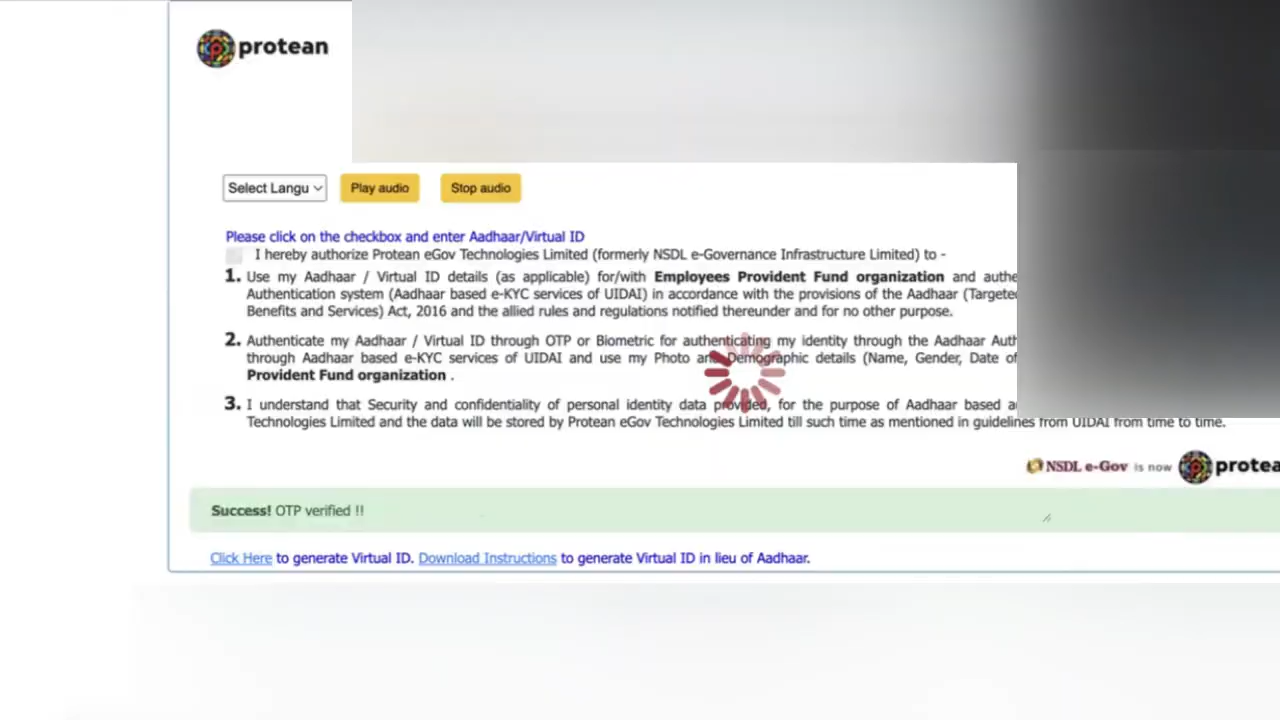 protean
Select Langu
Play audio
Stop audio
Please click on the checkbox and enter Aadhaar/Virtual ID
I hereby authorize Protean eGov Technologies Limited (formerly NSDL e-Governance Infrastructure Limited) to -
1. Use my Aadhaar / Virtual ID details (as applicable) for/with Employees Provident Fund organization and authe
Authentication system (Aadhaar based e-KYC services of UIDAI) in accordance with the provisions of the Aadhaar (Targeted
Benefits and Services) Act, 2016 and the allied rules and regulations notified thereunder and for no other purpose.
2. Authenticate my Aadhaar / Virtual ID through OTP or Biometric for authenticating my identity through the Aadhaar Auth
through Aadhaar based e-KYC services of UIDAI and use my Photo and Demographic details (Name, Gender, Date of
Provident Fund organization .
3. I understand that Security and confidentiality of personal identity data provided, for the purpose of Aadhaar based a
Technologies Limited and the data will be stored by Protean eGov Technologies Limited till such time as mentioned in guidelines from UIDAI from time to time.
NSDL e-Gov is now protea
Success! OTP verified !!
Click Here to generate Virtual ID. Download Instructions to generate Virtual ID in lieu of Aadhaar.